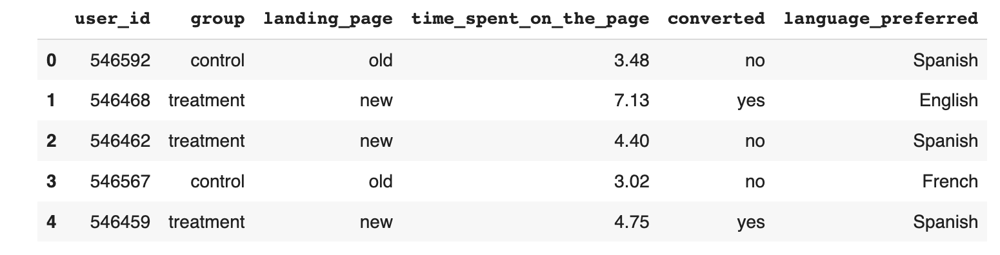 user_id group landing_page time_spent_on_the_page converted language_preferred
0 546592 control old 3.48 no Spanish
1 546468 treatment new 7.13 yes English
2 546462 treatment new 4.40 no Spanish
3 546567 control old 3.02 no French
4 546459 treatment new 4.75 yes Spanish